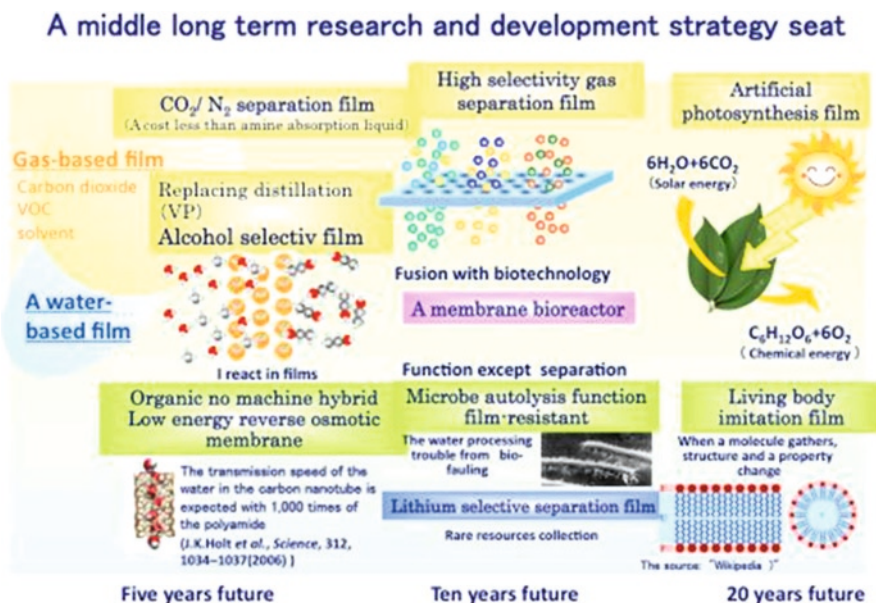 A middle long term research and development strategy seat
CO₂/ N₂ separation film
(A cost less than amine absorption liquid)
High selectivity gas
separation film
Artificial
photosynthesis film
Gas-based film
Carbon dioxide
VOC
solvent
Replacing distillation
(VP)
Alcohol selectiv film
6H₂O+6CO₂
(Solar energy)
Fusion with biotechnology
A membrane bioreactor
A water-
based film
C₆H₁₂O₆+6O₂
( Chemical energy)
I react in films
Function except separation
Organic no machine hybrid
Low energy reverse osmotic
membrane
Microbe autolysis function
film-resistant
Living body
imitation film
The water processing
trouble from bio-
fauling
When a molecule gathers,
structure and a property
change
The transmission speed of the
water in the carbon nanotube is
expected with 1,000 times of
the polyamide
(J.K.Holt et al., Science, 312,
1034–1037[2006) )
Lithium selective separation film
Rare resources collection
The source: "Wikipedia )"
Five years future
Ten years future
20 years future